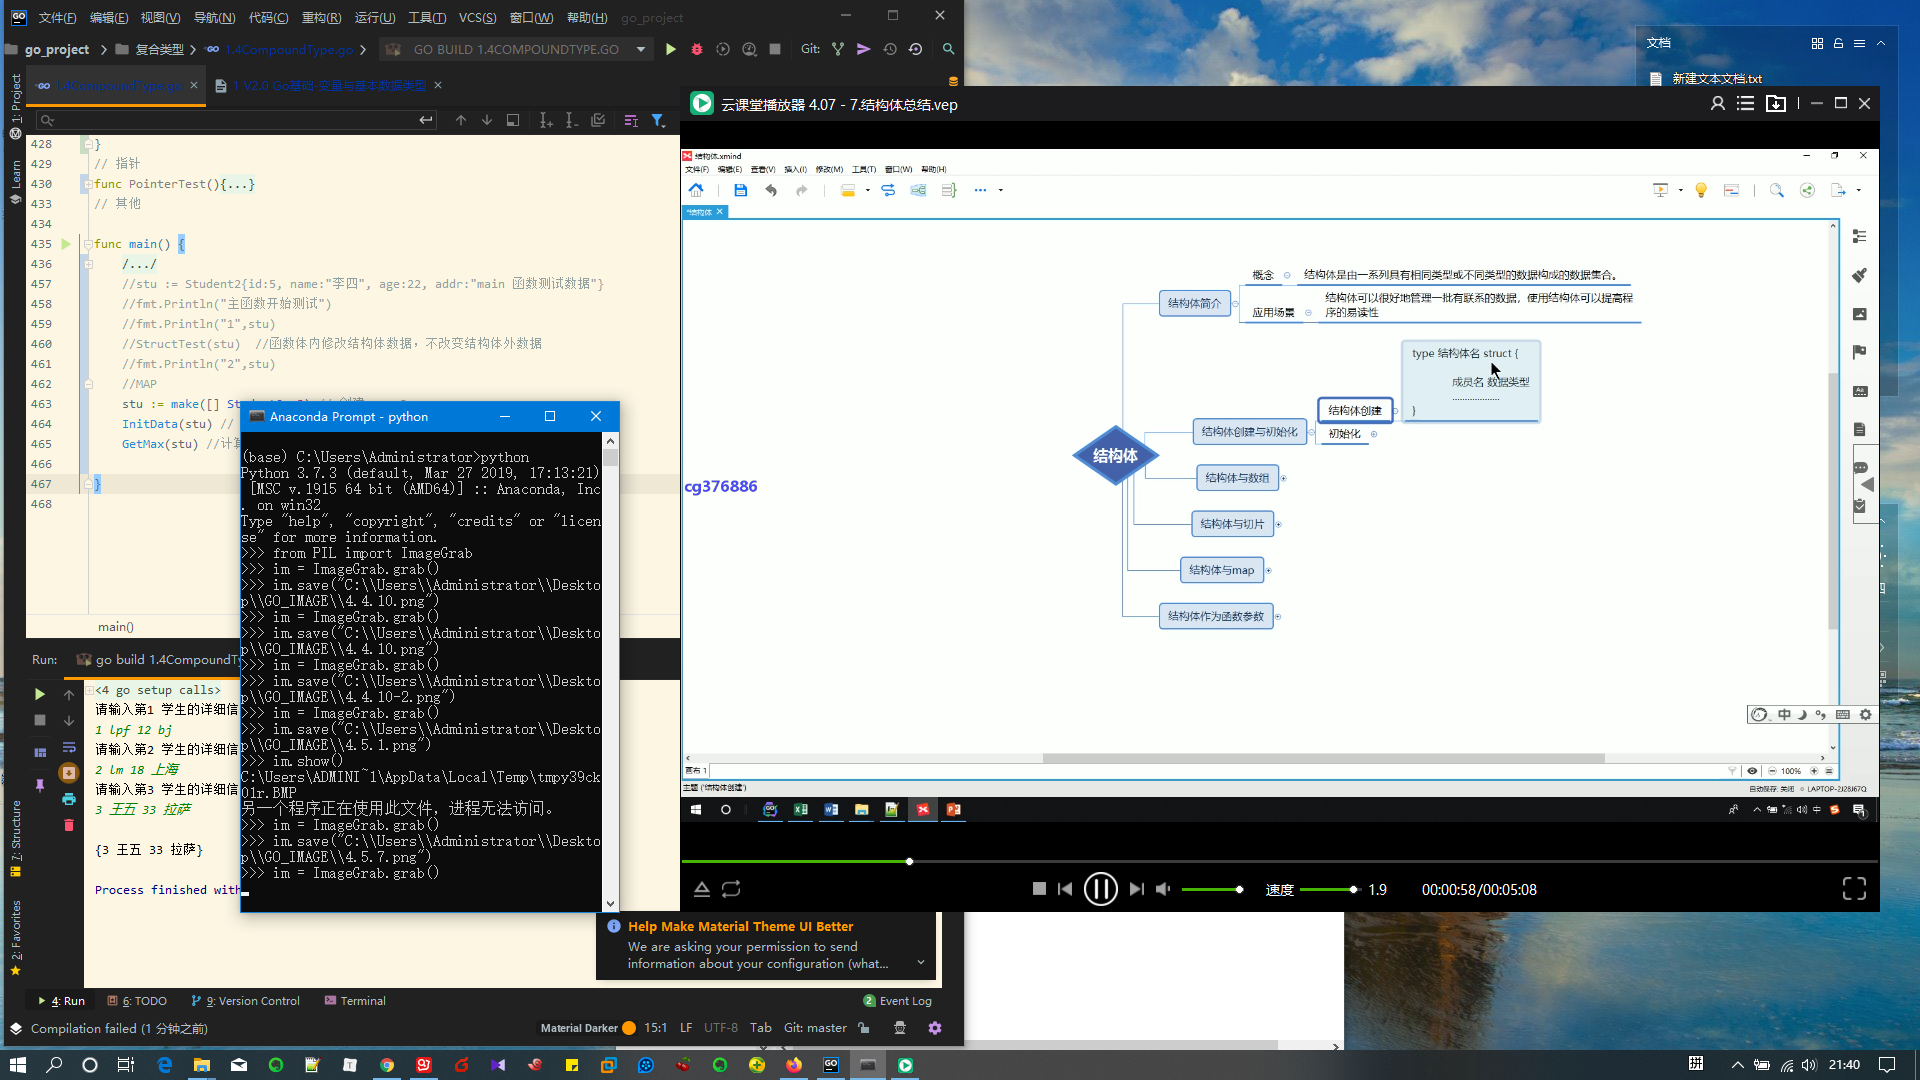 文件(F) 编辑(E) 视图(V) 导航(N) 代码(C) 重构(R) 运行(U) 工具(T) VCS(S) 窗口(W) 帮助(H) go_project
go_project 复合类型 1.4CompoundType.go GO BUILD 1.4COMPOUNDTYPE.GO Git:
1.4CompoundType.go 1 V2.0 Go基础-变量与基本数据类型
1: Project
Learn
7: Structure
2: Favorites
428 }
429 // 指针
430 func PointerTest(){...}
433 // 其他
434
435 func main() {
436 /.../
457 //stu := Student2{id:5, name:"李四", age:22, addr:"main 函数测试数据"}
458 //fmt.Println("主函数开始测试")
459 //fmt.Println("1",stu)
460 //StructTest(stu) //函数体内修改结构体数据，不改变结构体外数据
461 //fmt.Println("2",stu)
462 //MAP
463 stu := make([]
464 InitData(stu) //
465 GetMax(stu) //计
466
467 }
468
main()
Run: go build 1.4CompoundTy
<4 go setup calls>
请输入第1 学生的详细信
1 lpf 12 bj
请输入第2 学生的详细信
2 lm 18 上海
请输入第3 学生的详细信
3 王五 33 拉萨
{3 王五 33 拉萨}
Process finished with
4: Run 6: TODO 9: Version Control Terminal 2 Event Log
Compilation failed (1 分钟之前) Material Darker 15:1 LF UTF-8 Tab Git: master
Help Make Material Theme UI Better
We are asking your permission to send
information about your configuration (what...
Anaconda Prompt - python
(base) C:\Users\Administrator>python
Python 3.7.3 (default, Mar 27 2019, 17:13:21)
[MSC v.1915 64 bit (AMD64)] :: Anaconda, Inc
. on win32
Type "help", "copyright", "credits" or "licen
se" for more information.
>>> from PIL import ImageGrab
>>> im = ImageGrab.grab()
>>> im.save("C:\\Users\\Administrator\\Deskto
p\\GO_IMAGE\\4.4.10.png")
>>> im = ImageGrab.grab()
>>> im.save("C:\\Users\\Administrator\\Deskto
p\\GO_IMAGE\\4.4.10.png")
>>> im = ImageGrab.grab()
>>> im.save("C:\\Users\\Administrator\\Deskto
p\\GO_IMAGE\\4.4.10-2.png")
>>> im = ImageGrab.grab()
>>> im.save("C:\\Users\\Administrator\\Deskto
p\\GO_IMAGE\\4.5.1.png")
>>> im.show()
C:\Users\ADMINI~1\AppData\Local\Temp\tmpy39ck
01r.BMP
另一个程序正在使用此文件，进程无法访问。
>>> im = ImageGrab.grab()
>>> im.save("C:\\Users\\Administrator\\Deskto
p\\GO_IMAGE\\4.5.7.png")
>>> im = ImageGrab.grab()
文档
新建文本文档.txt
云课堂播放器 4.07 - 7.结构体总结.vep
结构体.xmind
文件(F) 编辑(E) 查看(V) 插入(I) 修改(M) 工具(T) 窗口(W) 帮助(H)
*结构体
概念 结构体是由一系列具有相同类型或不同类型的数据构成的数据集合。
结构体简介
应用场景 结构体可以很好地管理一批有联系的数据，使用结构体可以提高程
序的易读性
type 结构体名 struct {
成员名 数据类型
...................
}
结构体创建
结构体创建与初始化
初始化
结构体
结构体与数组
cg376886
结构体与切片
结构体与map
结构体作为函数参数
中
画布 1 100%
主题 ('结构体创建') 自动保存: 关闭 LAPTOP-2J28J67Q
中
速度 1.9 00:00:58/00:05:08
拼 21:40